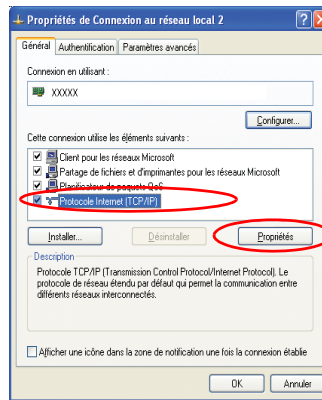 Propriétés de Connexion au réseau local 2
Général Authentification Paramètres avancés
Connexion en utilisant :
XXXXX
Configurer...
Cette connexion utilise les éléments suivants :
Client pour les réseaux Microsoft
Partage de fichiers et d'imprimantes pour les réseaux Microsoft
Planificateur de paquets QoS
Protocole Internet (TCP/IP)
Installer... Désinstaller Propriétés
Description
Protocole TCP/IP (Transmission Control Protocol/Internet Protocol). Le
protocole de réseau étendu par défaut qui permet la communication entre
différents réseaux interconnectés.
Afficher une icône dans la zone de notification une fois la connexion établie
OK Annuler